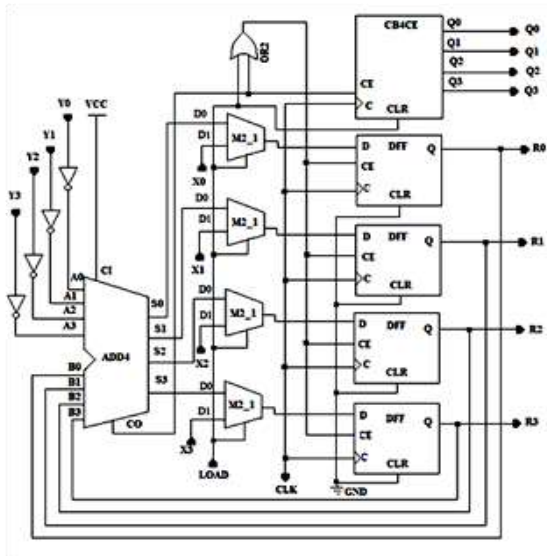 CB4CE
Q0
Q0
Q1
Q1
Q2
Q2
Q3
Q3
CE
C
CLR
OR2
Y0
VCC
Y1
Y2
Y3
D0
D1
M2_1
X0
D DFF Q
CE
C
CLR
R0
D0
D1
M2_1
X1
D DFF Q
CE
C
CLR
R1
A0
A1
A2
A3
CI
S0
S1
S2
S3
ADD4
B0
B1
B2
B3
CO
D0
D1
M2_1
X2
D DFF Q
CE
C
CLR
R2
D0
D1
M2_1
X3
D DFF Q
CE
C
CLR
R3
LOAD
CLK
GND